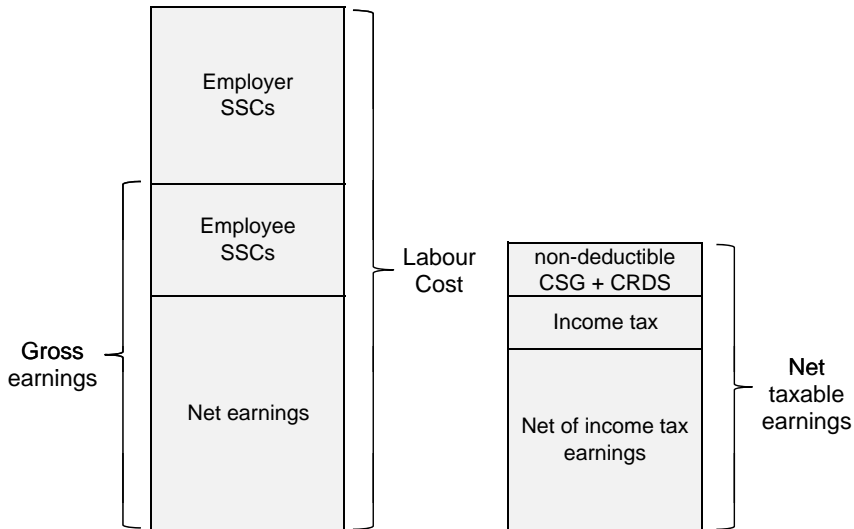 Employer
SSCs
Employee
SSCs
Net earnings
Gross
earnings
Labour
Cost
non-deductible
CSG + CRDS
Income tax
Net of income tax
earnings
Net
taxable
earnings